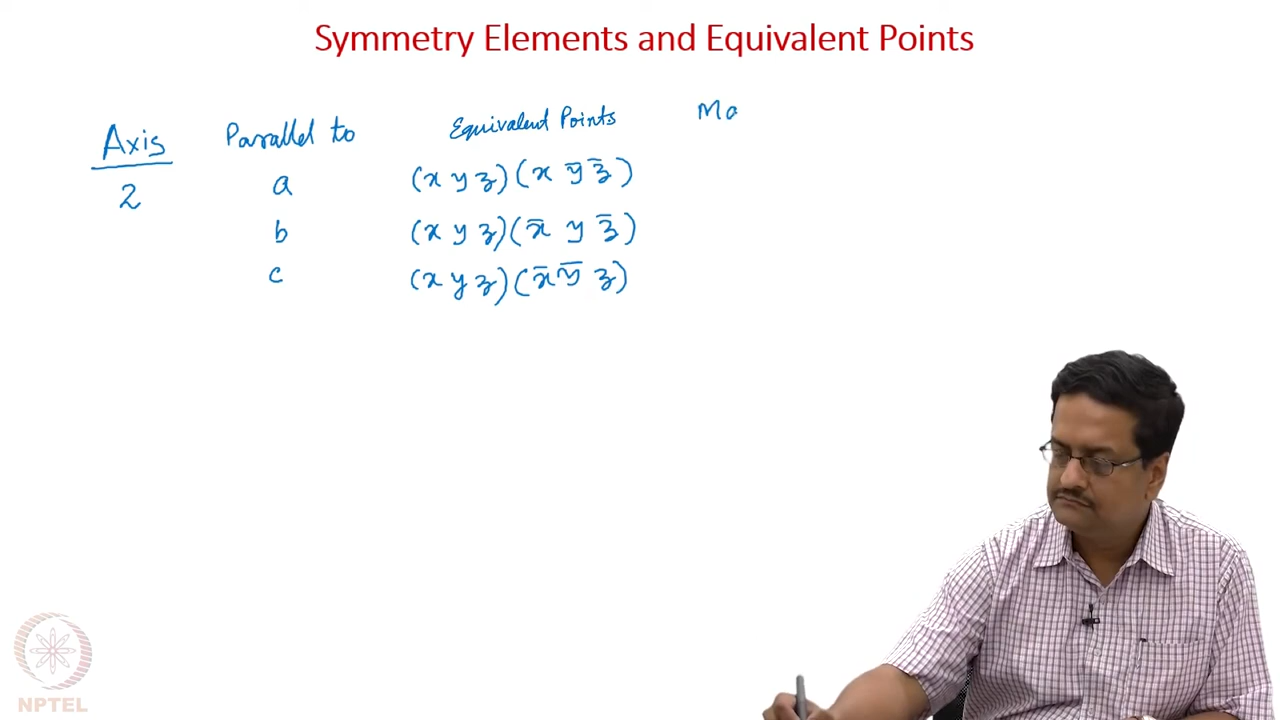 Symmetry Elements and Equivalent Points
Axis Parallel to Equivalent Points Ma
2 a (x y z) (x ȳ z̄)
b (x y z) (x̄ y z̄)
c (x y z) (x̄ ȳ z)
NPTEL